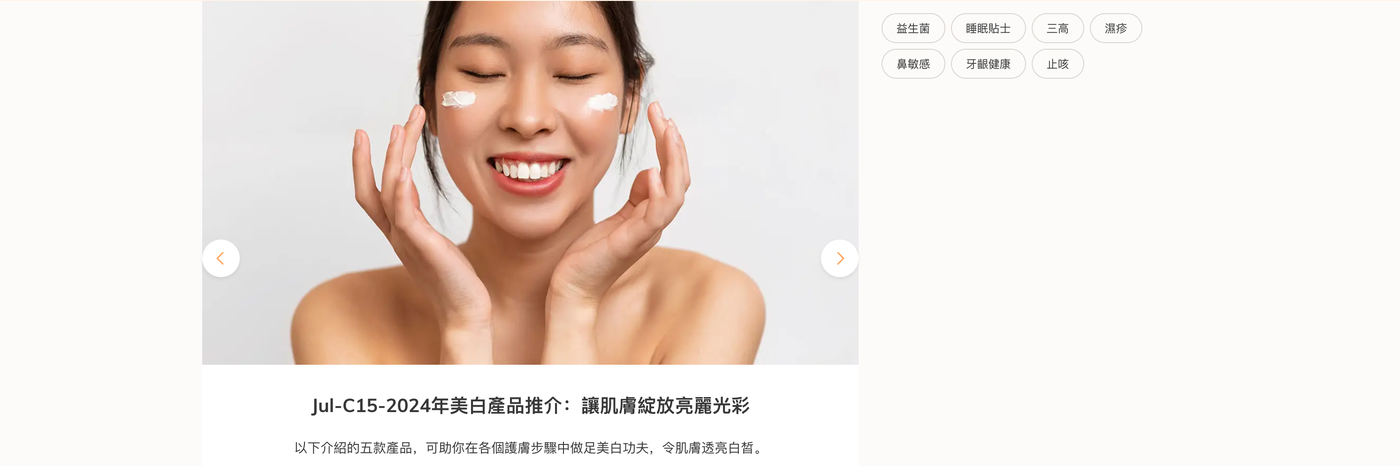 益生菌 睡眠貼士 三高 濕疹
鼻敏感 牙齦健康 止咳
Jul-C15-2024年美白產品推介：讓肌膚綻放亮麗光彩
以下介紹的五款產品，可助你在各個護膚步驟中做足美白功夫，令肌膚透亮白皙。